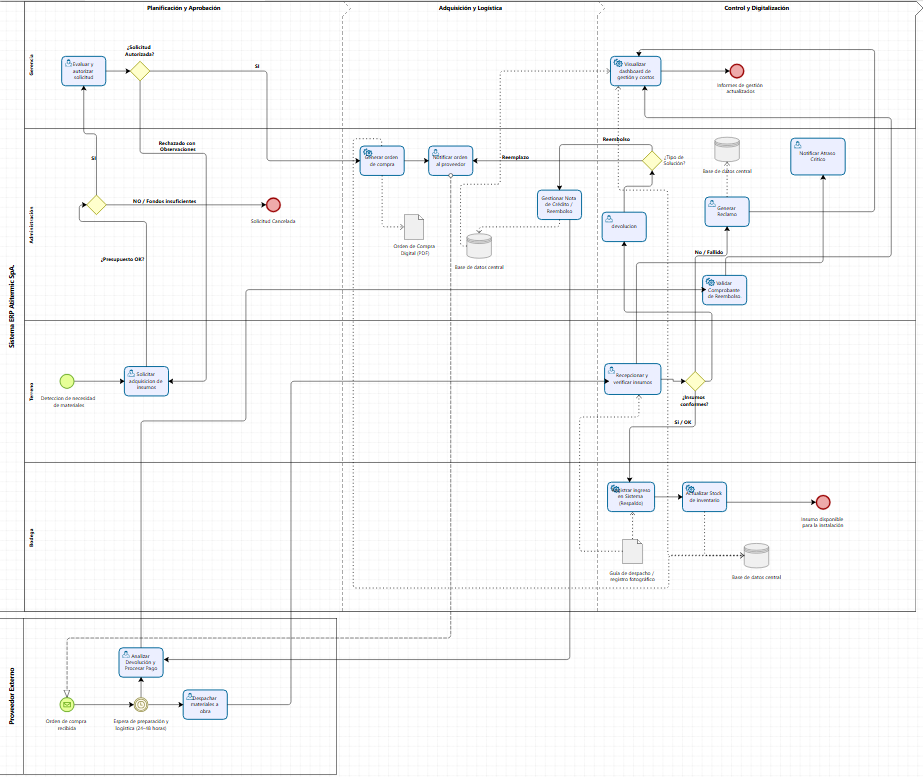 Planificación y Aprobación
Adquisición y Logística
Control y Digitalización
Sistema ERP Aditernic SpA.
Gerencia
Evaluar y
autorizar
solicitud
¿Solicitud
Autorizada?
SI
Visualizar
dashboard de
gestión y costos
Informes de gestión
actualizados
Administración
SI
Rechazado con
Observaciones
NO / Fondos insuficientes
Solicitud Cancelada
¿Presupuesto OK?
Generar orden
de compra
Notificar orden
al proveedor
Reemplazo
Reembolso
¿Tipo de
Solución?
Orden de Compra
Digital (PDF)
Base de datos central
Gestionar Nota
de Crédito /
Reembolso
devolucion
Base de datos central
Generar
Reclamo
Notificar Atraso
Crítico
No / Fallido
Validar
Comprobante
de Reembolso
Terreno
Deteccion de necesidad
de materiales
Solicitar
adquisicion de
insumos
Recepcionar y
verificar insumos
¿Insumos
conformes?
Si / OK
Bodega
Registrar Ingreso
en Sistema
(Respaldo)
Actualizar Stock
de inventario
Insumo disponible
para la instalación
Guía de despacho /
registro fotográfico
Base de datos central
Proveedor Externo
Analizar
Devolución y
Procesar Pago
Orden de compra
recibida
Espera de preparación y
logística (24-48 horas)
Despachar
materiales a
obra